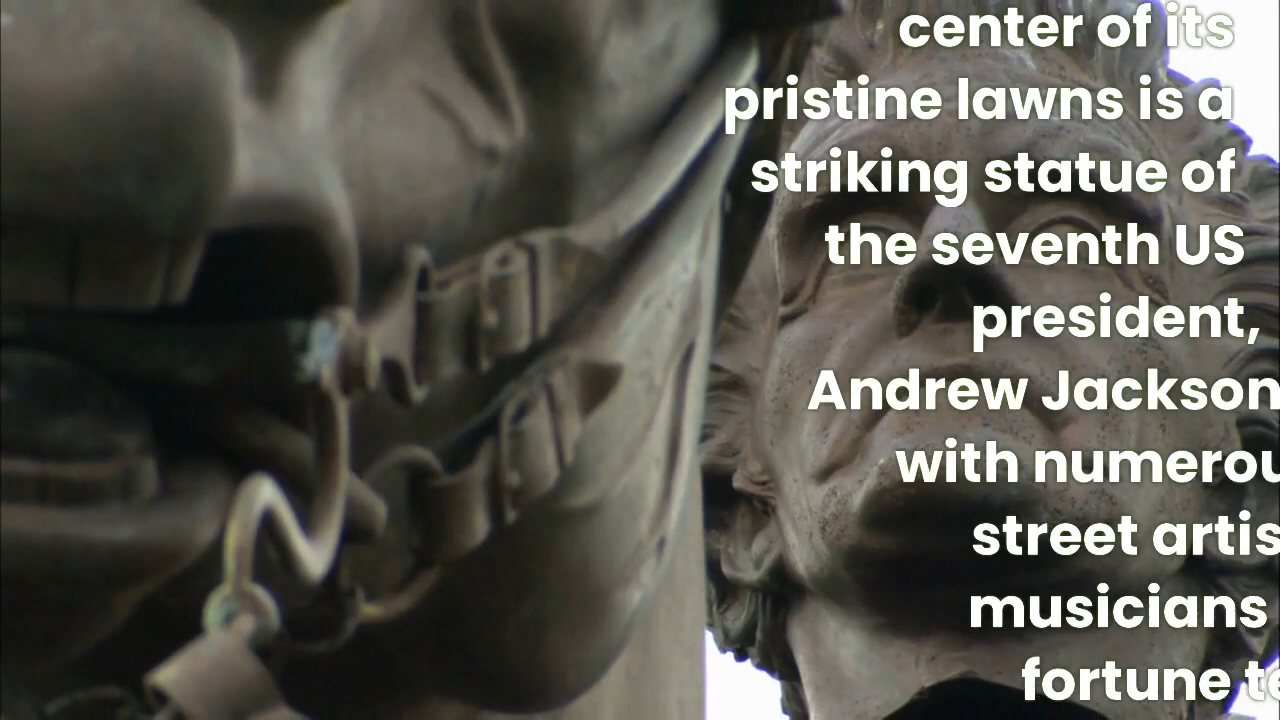 center of its
pristine lawns is a
striking statue of
the seventh US
president,
Andrew Jackson
with numerou
street artis
musicians
fortune te